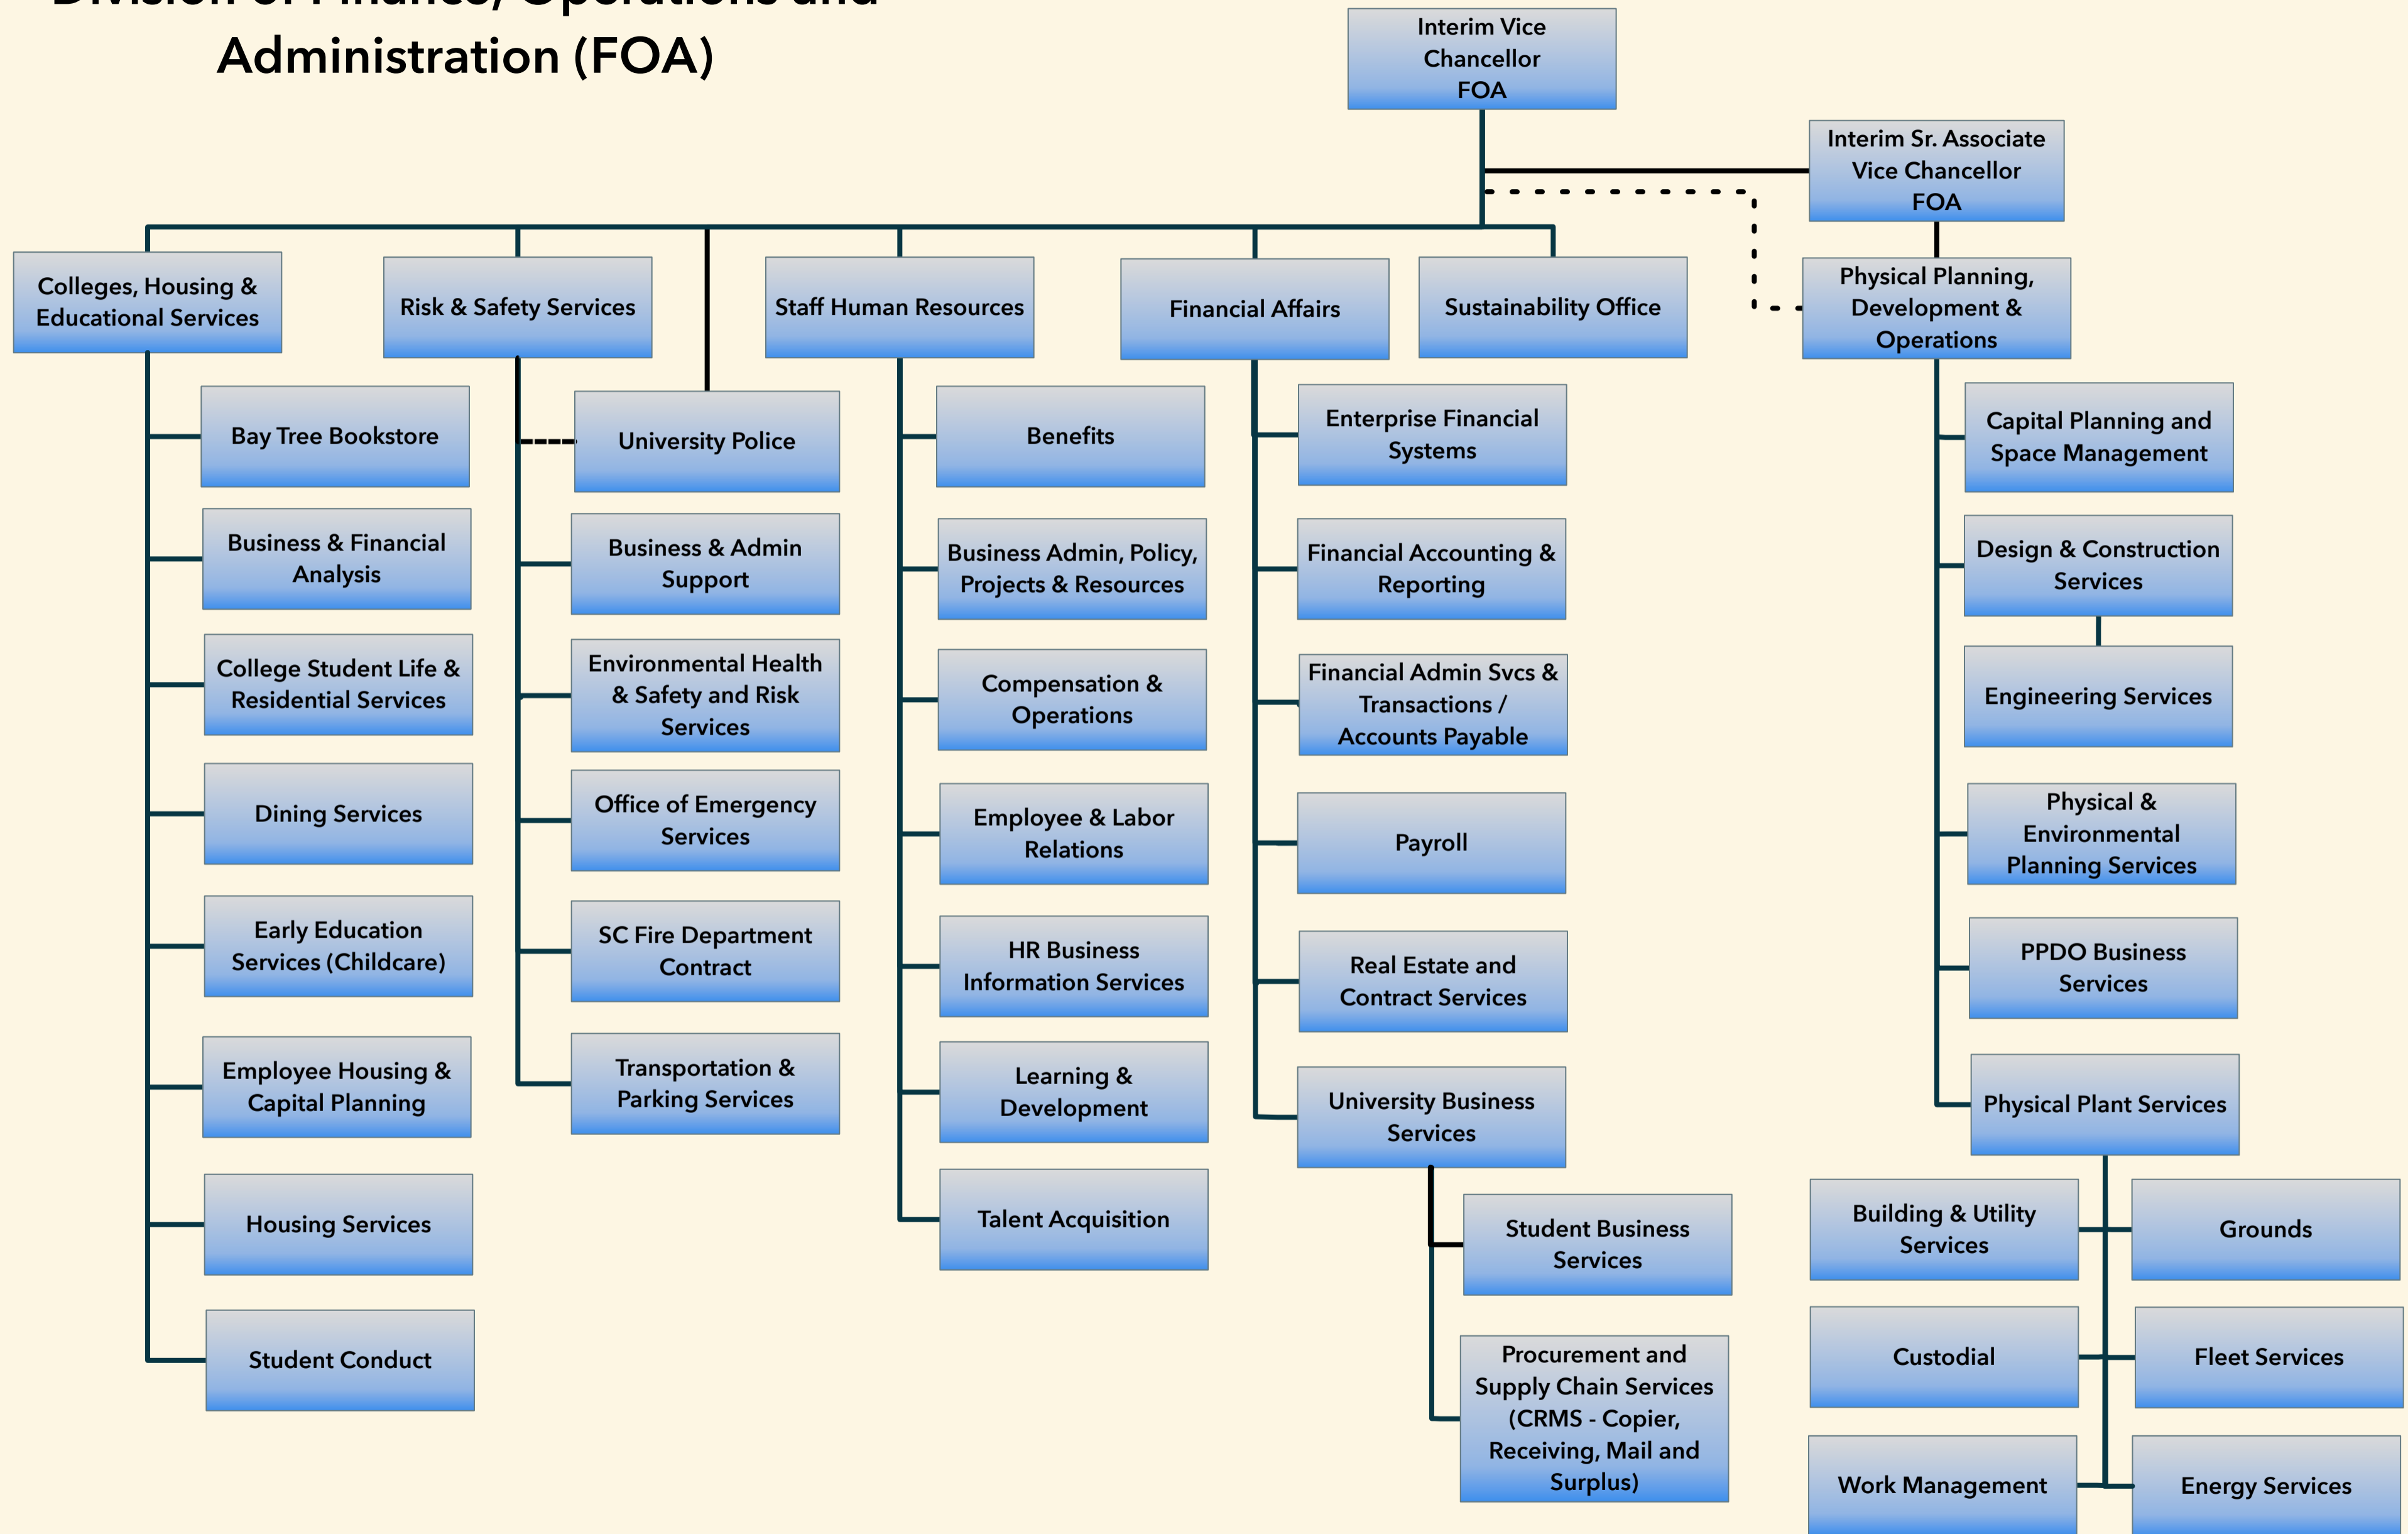 Division of Finance, Operations and
Administration (FOA)
Interim Vice
Chancellor
FOA
Interim Sr. Associate
Vice Chancellor
FOA
Colleges, Housing &
Educational Services
Risk & Safety Services
Staff Human Resources
Financial Affairs
Sustainability Office
Physical Planning,
Development &
Operations
Bay Tree Bookstore
Business & Financial
Analysis
College Student Life &
Residential Services
Dining Services
Early Education
Services (Childcare)
Employee Housing &
Capital Planning
Housing Services
Student Conduct
University Police
Business & Admin
Support
Environmental Health
& Safety and Risk
Services
Office of Emergency
Services
SC Fire Department
Contract
Transportation &
Parking Services
Benefits
Business Admin, Policy,
Projects & Resources
Compensation &
Operations
Employee & Labor
Relations
HR Business
Information Services
Learning &
Development
Talent Acquisition
Enterprise Financial
Systems
Financial Accounting &
Reporting
Financial Admin Svcs &
Transactions /
Accounts Payable
Payroll
Real Estate and
Contract Services
University Business
Services
Student Business
Services
Procurement and
Supply Chain Services
(CRMS - Copier,
Receiving, Mail and
Surplus)
Capital Planning and
Space Management
Design & Construction
Services
Engineering Services
Physical &
Environmental
Planning Services
PPDO Business
Services
Physical Plant Services
Building & Utility
Services
Grounds
Custodial
Fleet Services
Work Management
Energy Services